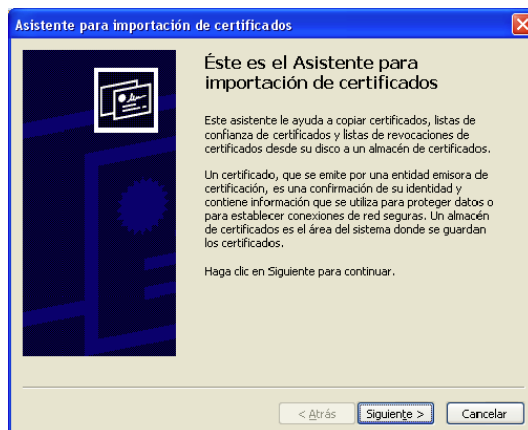 Asistente para importación de certificados
Éste es el Asistente para
importación de certificados
Este asistente le ayuda a copiar certificados, listas de
confianza de certificados y listas de revocaciones de
certificados desde su disco a un almacén de certificados.
Un certificado, que se emite por una entidad emisora de
certificación, es una confirmación de su identidad y
contiene información que se utiliza para proteger datos o
para establecer conexiones de red seguras. Un almacén
de certificados es el área del sistema donde se guardan
los certificados.
Haga clic en Siguiente para continuar.
< Atrás Siguiente > Cancelar